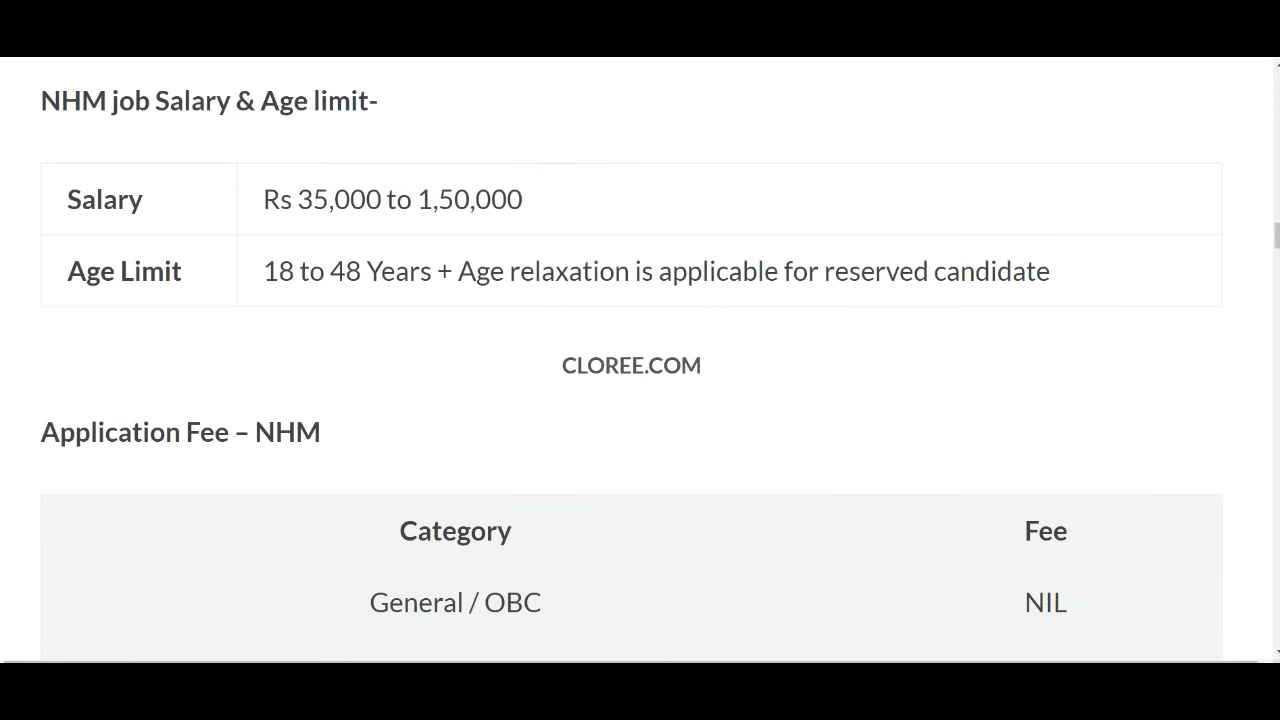 NHM job Salary & Age limit-
Salary Rs 35,000 to 1,50,000
Age Limit 18 to 48 Years + Age relaxation is applicable for reserved candidate
CLOREE.COM
Application Fee – NHM
Category Fee
General / OBC NIL